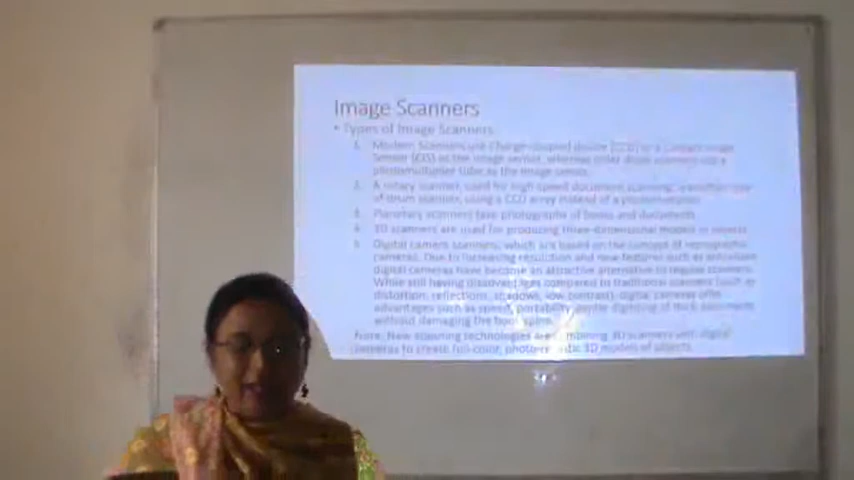 Image Scanners
• Types of Image Scanners
1. Modern Scanners use Charge-coupled device (CCD) or a Contact Image
Sensor (CIS) as the image sensor, whereas older drum scanners use a
photomultiplier tube as the image sensor.
2. A rotary scanner, used for high speed document scanning, is another type
of drum scanner, using a CCD array instead of a photomultiplier.
3. Planetary scanners take photographs of books and documents.
4. 3D scanners are used for producing three-dimensional models of objects.
5. Digital camera scanners, which are based on the concept of reprographic
cameras. Due to increasing resolution and new features such as
digital cameras have become an attractive alternative to regular scanners.
While still having disadvantages compared to traditional scanners (such as
distortion, reflections, shadows, low contrast), digital cameras offer
advantages such as speed, portability, gentle digitizing of thick documents
without damaging the book spine.
Note: New scanning technologies are combining 3D scanners with digital
cameras to create full-color, photo-realistic 3D models of objects.